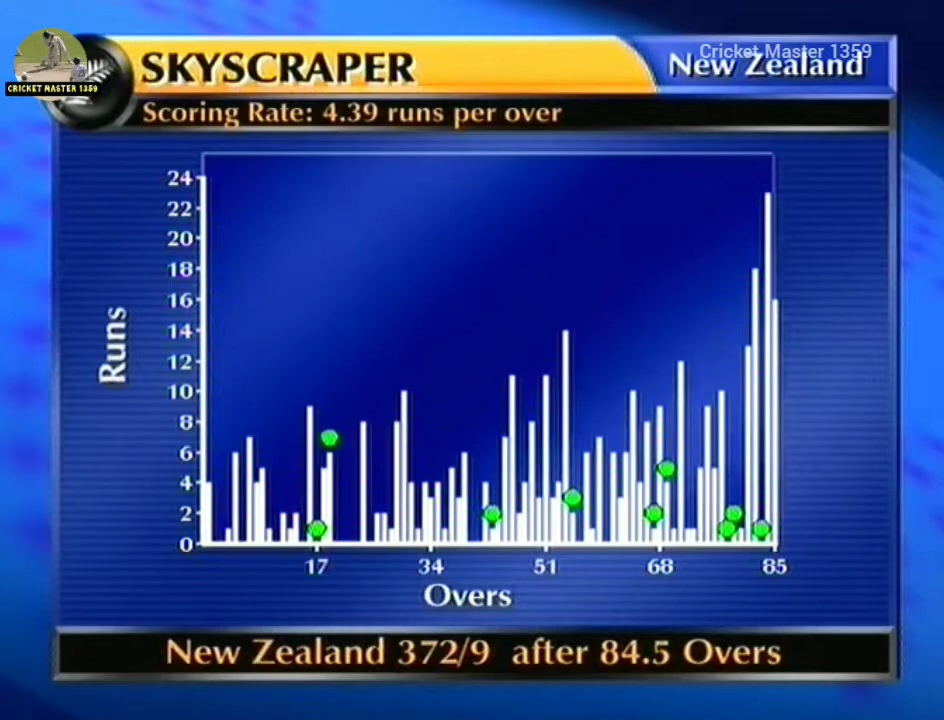 Cricket Master 1359
CRICKET MASTER 1359
SKYSCRAPER
New Zealand
Scoring Rate: 4.39 runs per over
24
22
20
18
16
14
12
10
8
6
4
2
0
Runs
17 34 51 68 85
Overs
New Zealand 372/9 after 84.5 Overs